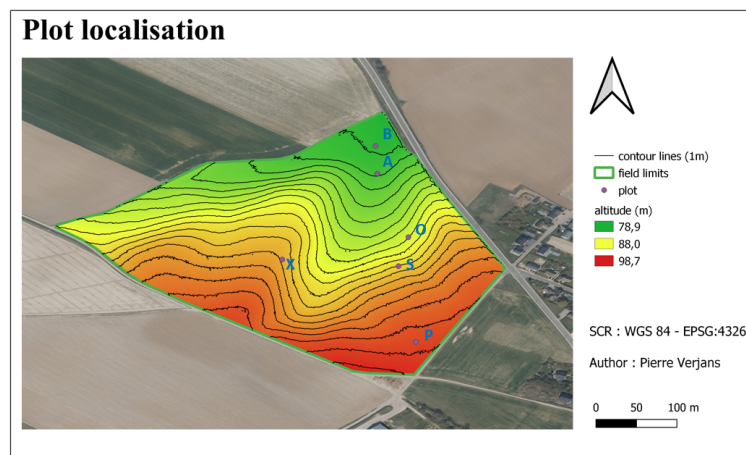 Plot localisation
B
A
O
X
S
P
contour lines (1m)
field limits
plot
altitude (m)
78,9
88,0
98,7
SCR : WGS 84 - EPSG:4326
Author : Pierre Verjans
0 50 100 m